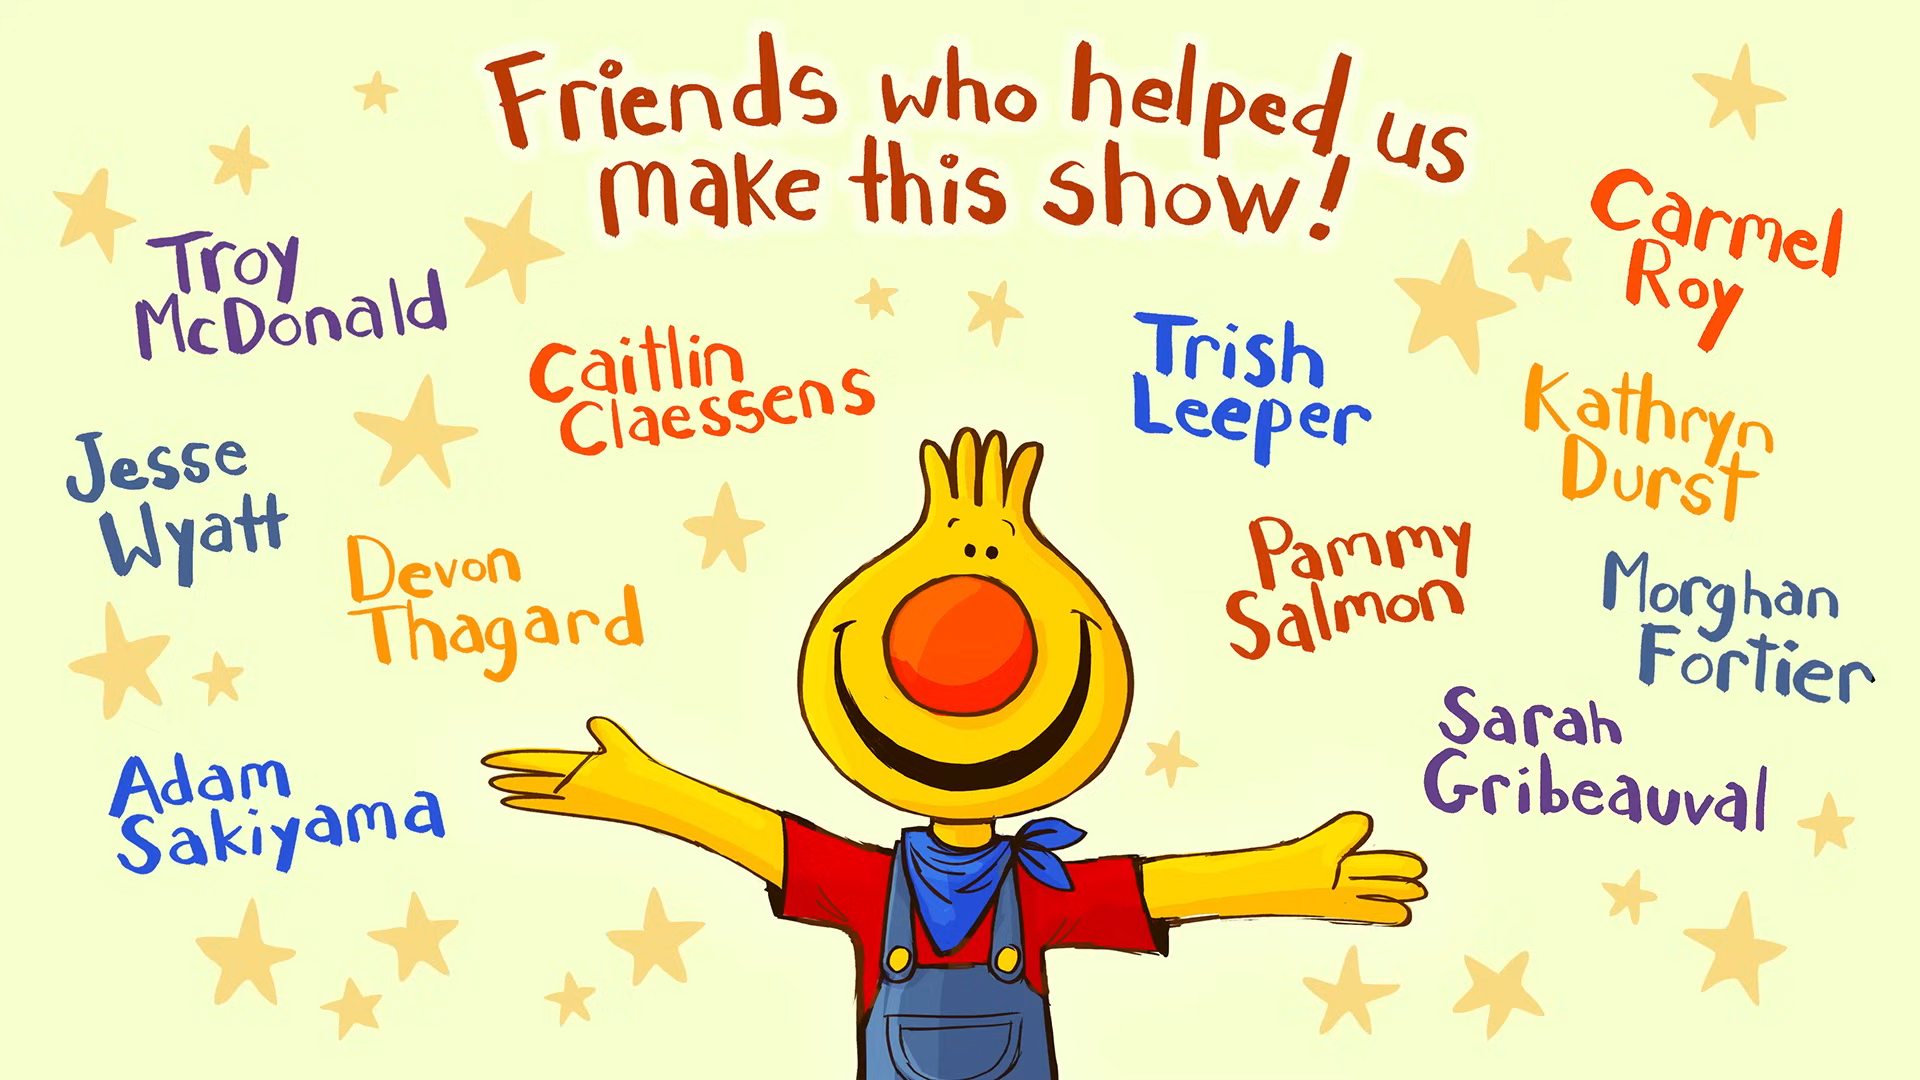 Friends who helped us
make this show!
Troy
McDonald
Caitlin
Claessens
Trish
Leeper
Carmel
Roy
Kathryn
Durst
Jesse
Wyatt
Devon
Thagard
Pammy
Salmon
Morghan
Fortier
Sarah
Gribeauval
Adam
Sakiyama